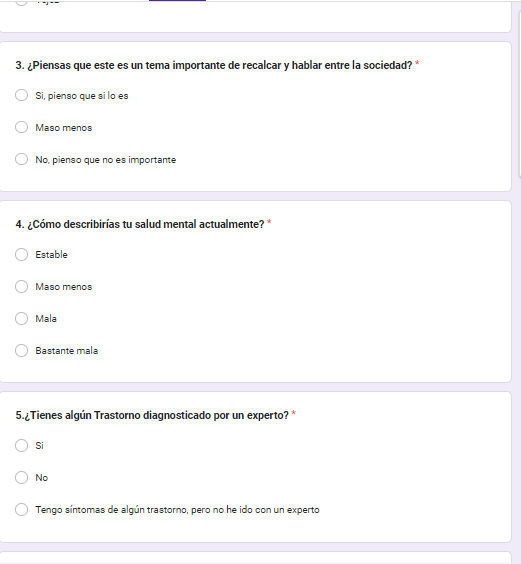 3. ¿Piensas que este es un tema importante de recalcar y hablar entre la sociedad? *
Si, pienso que si lo es
Maso menos
No, pienso que no es importante
4. ¿Cómo describirías tu salud mental actualmente? *
Estable
Maso menos
Mala
Bastante mala
5.¿Tienes algún Trastorno diagnosticado por un experto? *
Si
No
Tengo síntomas de algún trastorno, pero no he ido con un experto